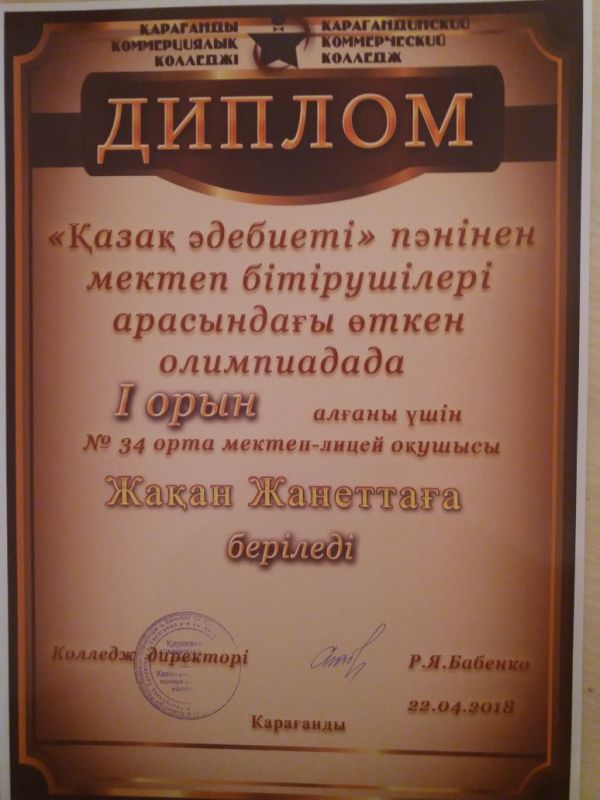 ҚАРАҒАНДЫ
КОММЕРЦИЯЛЫҚ
КОЛЛЕДЖІ
КАРАГАНДИНСКИЙ
КОММЕРЧЕСКИЙ
КОЛЛЕДЖ
ДИПЛОМ
«Қазақ әдебиеті» пәнінен
мектеп бітірушілері
арасындағы өткен
олимпиадада
I орын алғаны үшін
№ 34 орта мектеп-лицей оқушысы
Жақан Жанеттаға
беріледі
Колледж директорі Р.Я.Бабенко
22.04.2018
Қарағанды